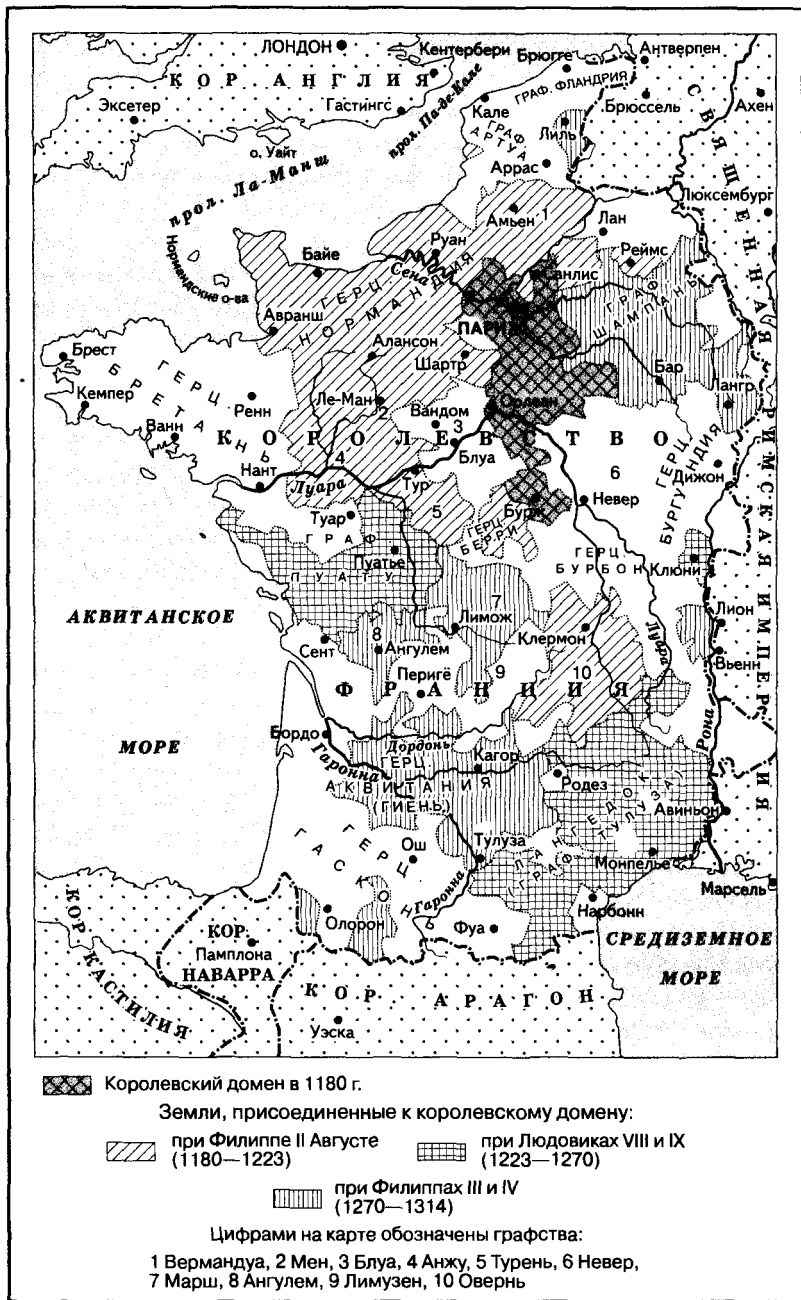 ЛОНДОН
Кентербери
Брюгге
Антверпен
КОР АНГЛИЯ
ГРАФ. ФЛАНДРИЯ
Эксетер
Гастингс
прол. Па-де-Кале
Кале
Брюссель
Ахен
о. Уайт
ГРАФ. АРТУА
Лиль
СВЯЩЕННАЯ РИМСКАЯ ИМПЕРИЯ
прол. Ла-Манш
Аррас
Люксембург
Амьен
1
Лан
Нормандские о-ва
Байе
Руан
Сена
Санлис
Реймс
ГЕРЦ. НОРМАНДИЯ
ГРАФ. ШАМПАНЬ
Авранш
ПАРИЖ
Брест
Алансон
Шартр
Бар
Лангр
Кемпер
ГЕРЦ. БРЕТАНЬ
Ренн
Ле-Ман
2
Вандом
Орлеан
Ванн
КОРОЛЕВСТВО
3
Блуа
6
ГЕРЦ. БУРГУНДИЯ
Дижон
Нант
Луара
4
Тур
Туар
5
Бурж
Невер
ГЕРЦ БЕРРИ
ГРАФ ПУАТУ
Пуатье
ГЕРЦ БУРБОН
Клюни
7
АКВИТАНСКОЕ
Лимож
Клермон
Лион
Сент
8
Ангулем
Луара
Вьенн
Перигё
9
10
ФРАНЦИЯ
МОРЕ
Бордо
Дордонь
Рона
Гаронна
ГЕРЦ
Кагор
АКВИТАНИЯ
(ГИЕНЬ)
Родез
Авиньон
ГЕРЦ ГАСКОНЬ
Ош
Тулуза
ЛАНГЕДОК
(ГРАФ ТУЛУЗА)
Монпелье
Марсель
Гаронна
Олорон
Фуа
Нарбонн
КОР КАСТИЛИЯ
КОР.
Памплона
НАВАРРА
СРЕДИЗЕМНОЕ
МОРЕ
КОР АРАГОН
Уэска
Королевский домен в 1180 г.
Земли, присоединенные к королевскому домену:
при Филиппе II Августе
(1180—1223)
при Людовиках VIII и IX
(1223—1270)
при Филиппах III и IV
(1270—1314)
Цифрами на карте обозначены графства:
1 Вермандуа, 2 Мен, 3 Блуа, 4 Анжу, 5 Турень, 6 Невер,
7 Марш, 8 Ангулем, 9 Лимузен, 10 Овернь